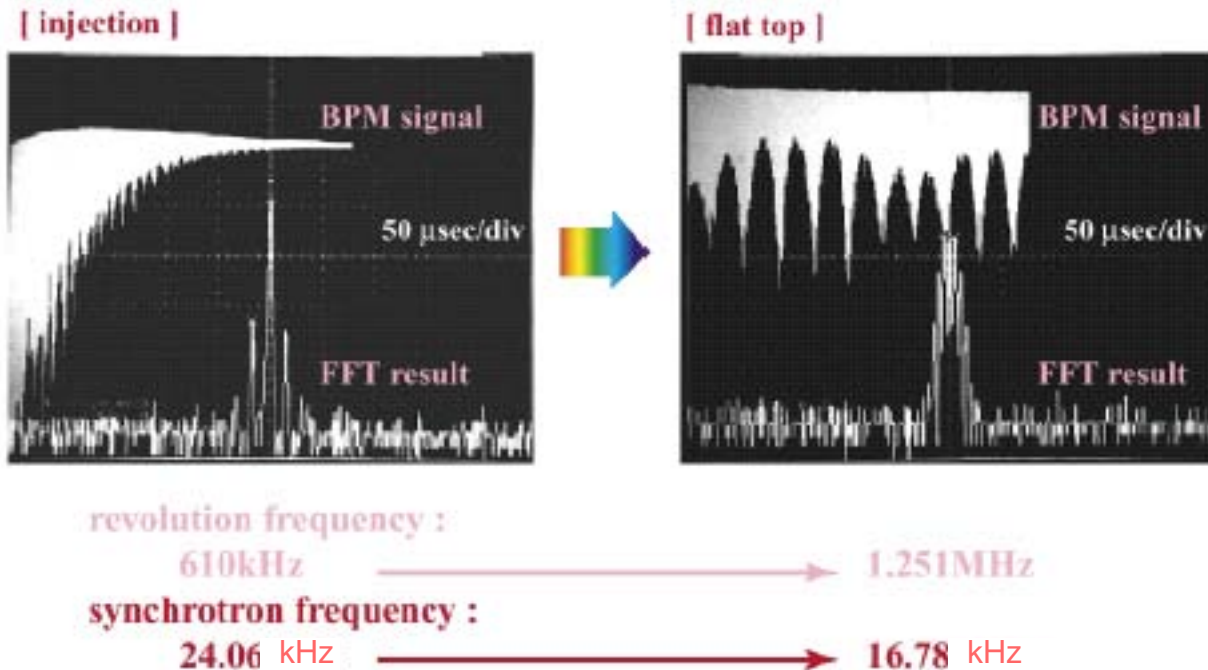 [ injection ]
[ flat top ]
BPM signal
50 μsec/div
FFT result
BPM signal
50 μsec/div
FFT result
revolution frequency :
610kHz
1.251MHz
synchrotron frequency :
24.06 kHz
16.78 kHz